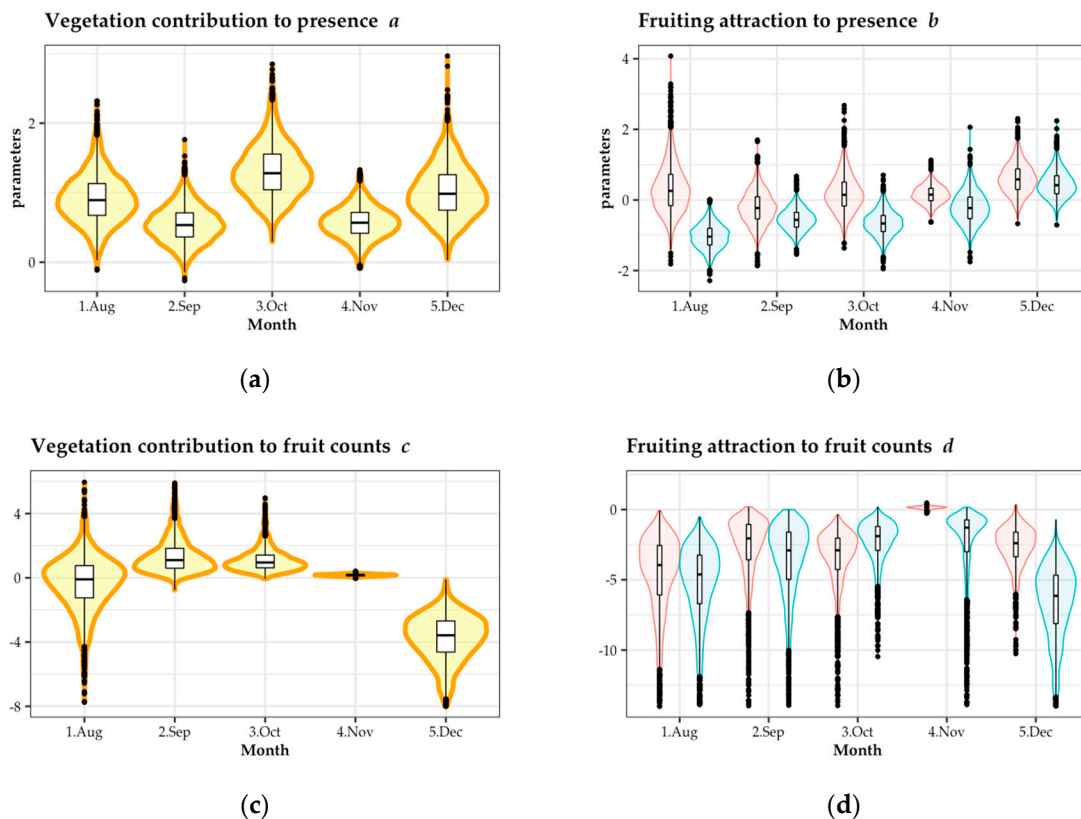 Vegetation contribution to presence a
parameters
2
1
0
1.Aug 2.Sep 3.Oct 4.Nov 5.Dec
Month
(a)
Fruiting attraction to presence b
parameters
4
2
0
-2
1.Aug 2.Sep 3.Oct 4.Nov 5.Dec
Month
(b)
Vegetation contribution to fruit counts c
4
0
-4
-8
1.Aug 2.Sep 3.Oct 4.Nov 5.Dec
Month
(c)
Fruiting attraction to fruit counts d
0
-5
-10
1.Aug 2.Sep 3.Oct 4.Nov 5.Dec
Month
(d)